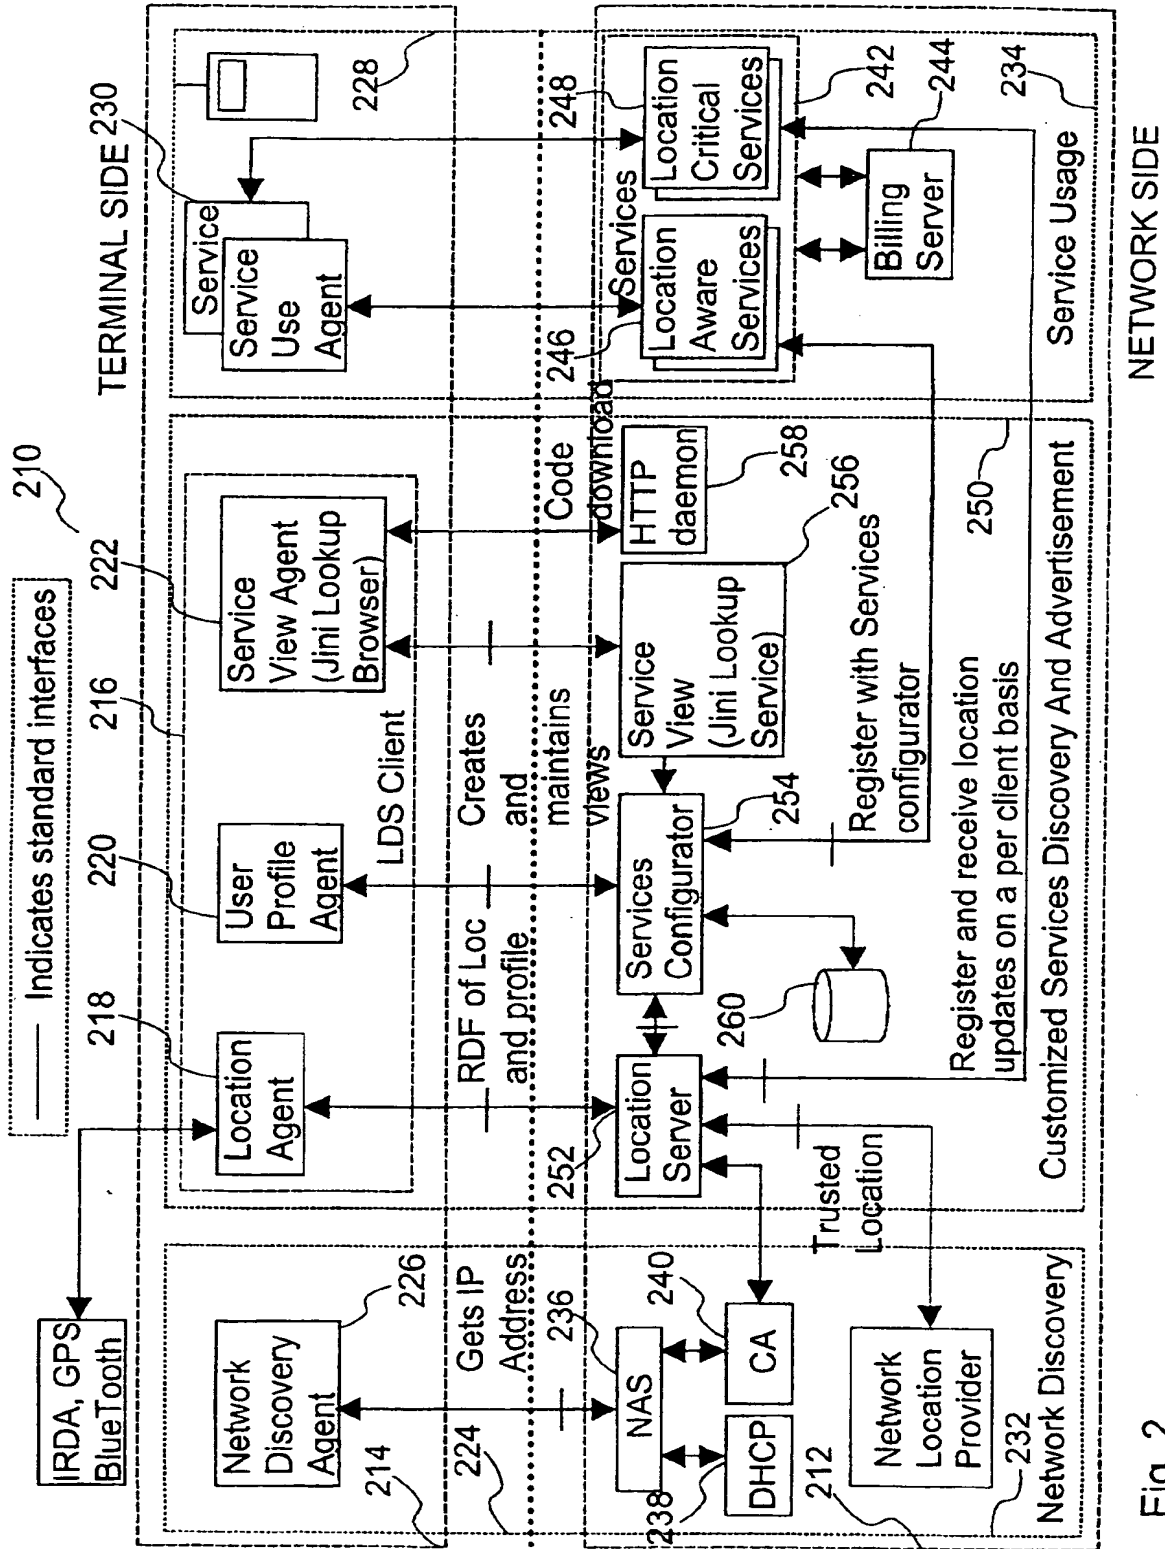 Indicates standard interfaces
210
TERMINAL SIDE
IRDA, GPS
BlueTooth
218
220
216
222
230
Network
Discovery
Agent
226
214
224
Location
Agent
User
Profile
Agent
Service
View Agent
(Jini Lookup
Browser)
LDS Client
Service
Service
Use
Agent
228
Gets IP
Address
RDF of Loc
and profile
Creates
and
maintains
views
Code
download
236
NAS
238
DHCP
240
CA
212
Network
Location
Provider
232
Network Discovery
252
Location
Server
Trusted
Location
Services
Configurator
254
260
Service
View
(Jini Lookup
Service)
256
HTTP
daemon
258
Register with Services
configurator
Register and receive location
updates on a per client basis
250
Customized Services Discovery And Advertisement
246
Services
Location
Aware
Services
248
Location
Critical
Services
242
Billing
Server
244
234
Service Usage
NETWORK SIDE
Fig. 2